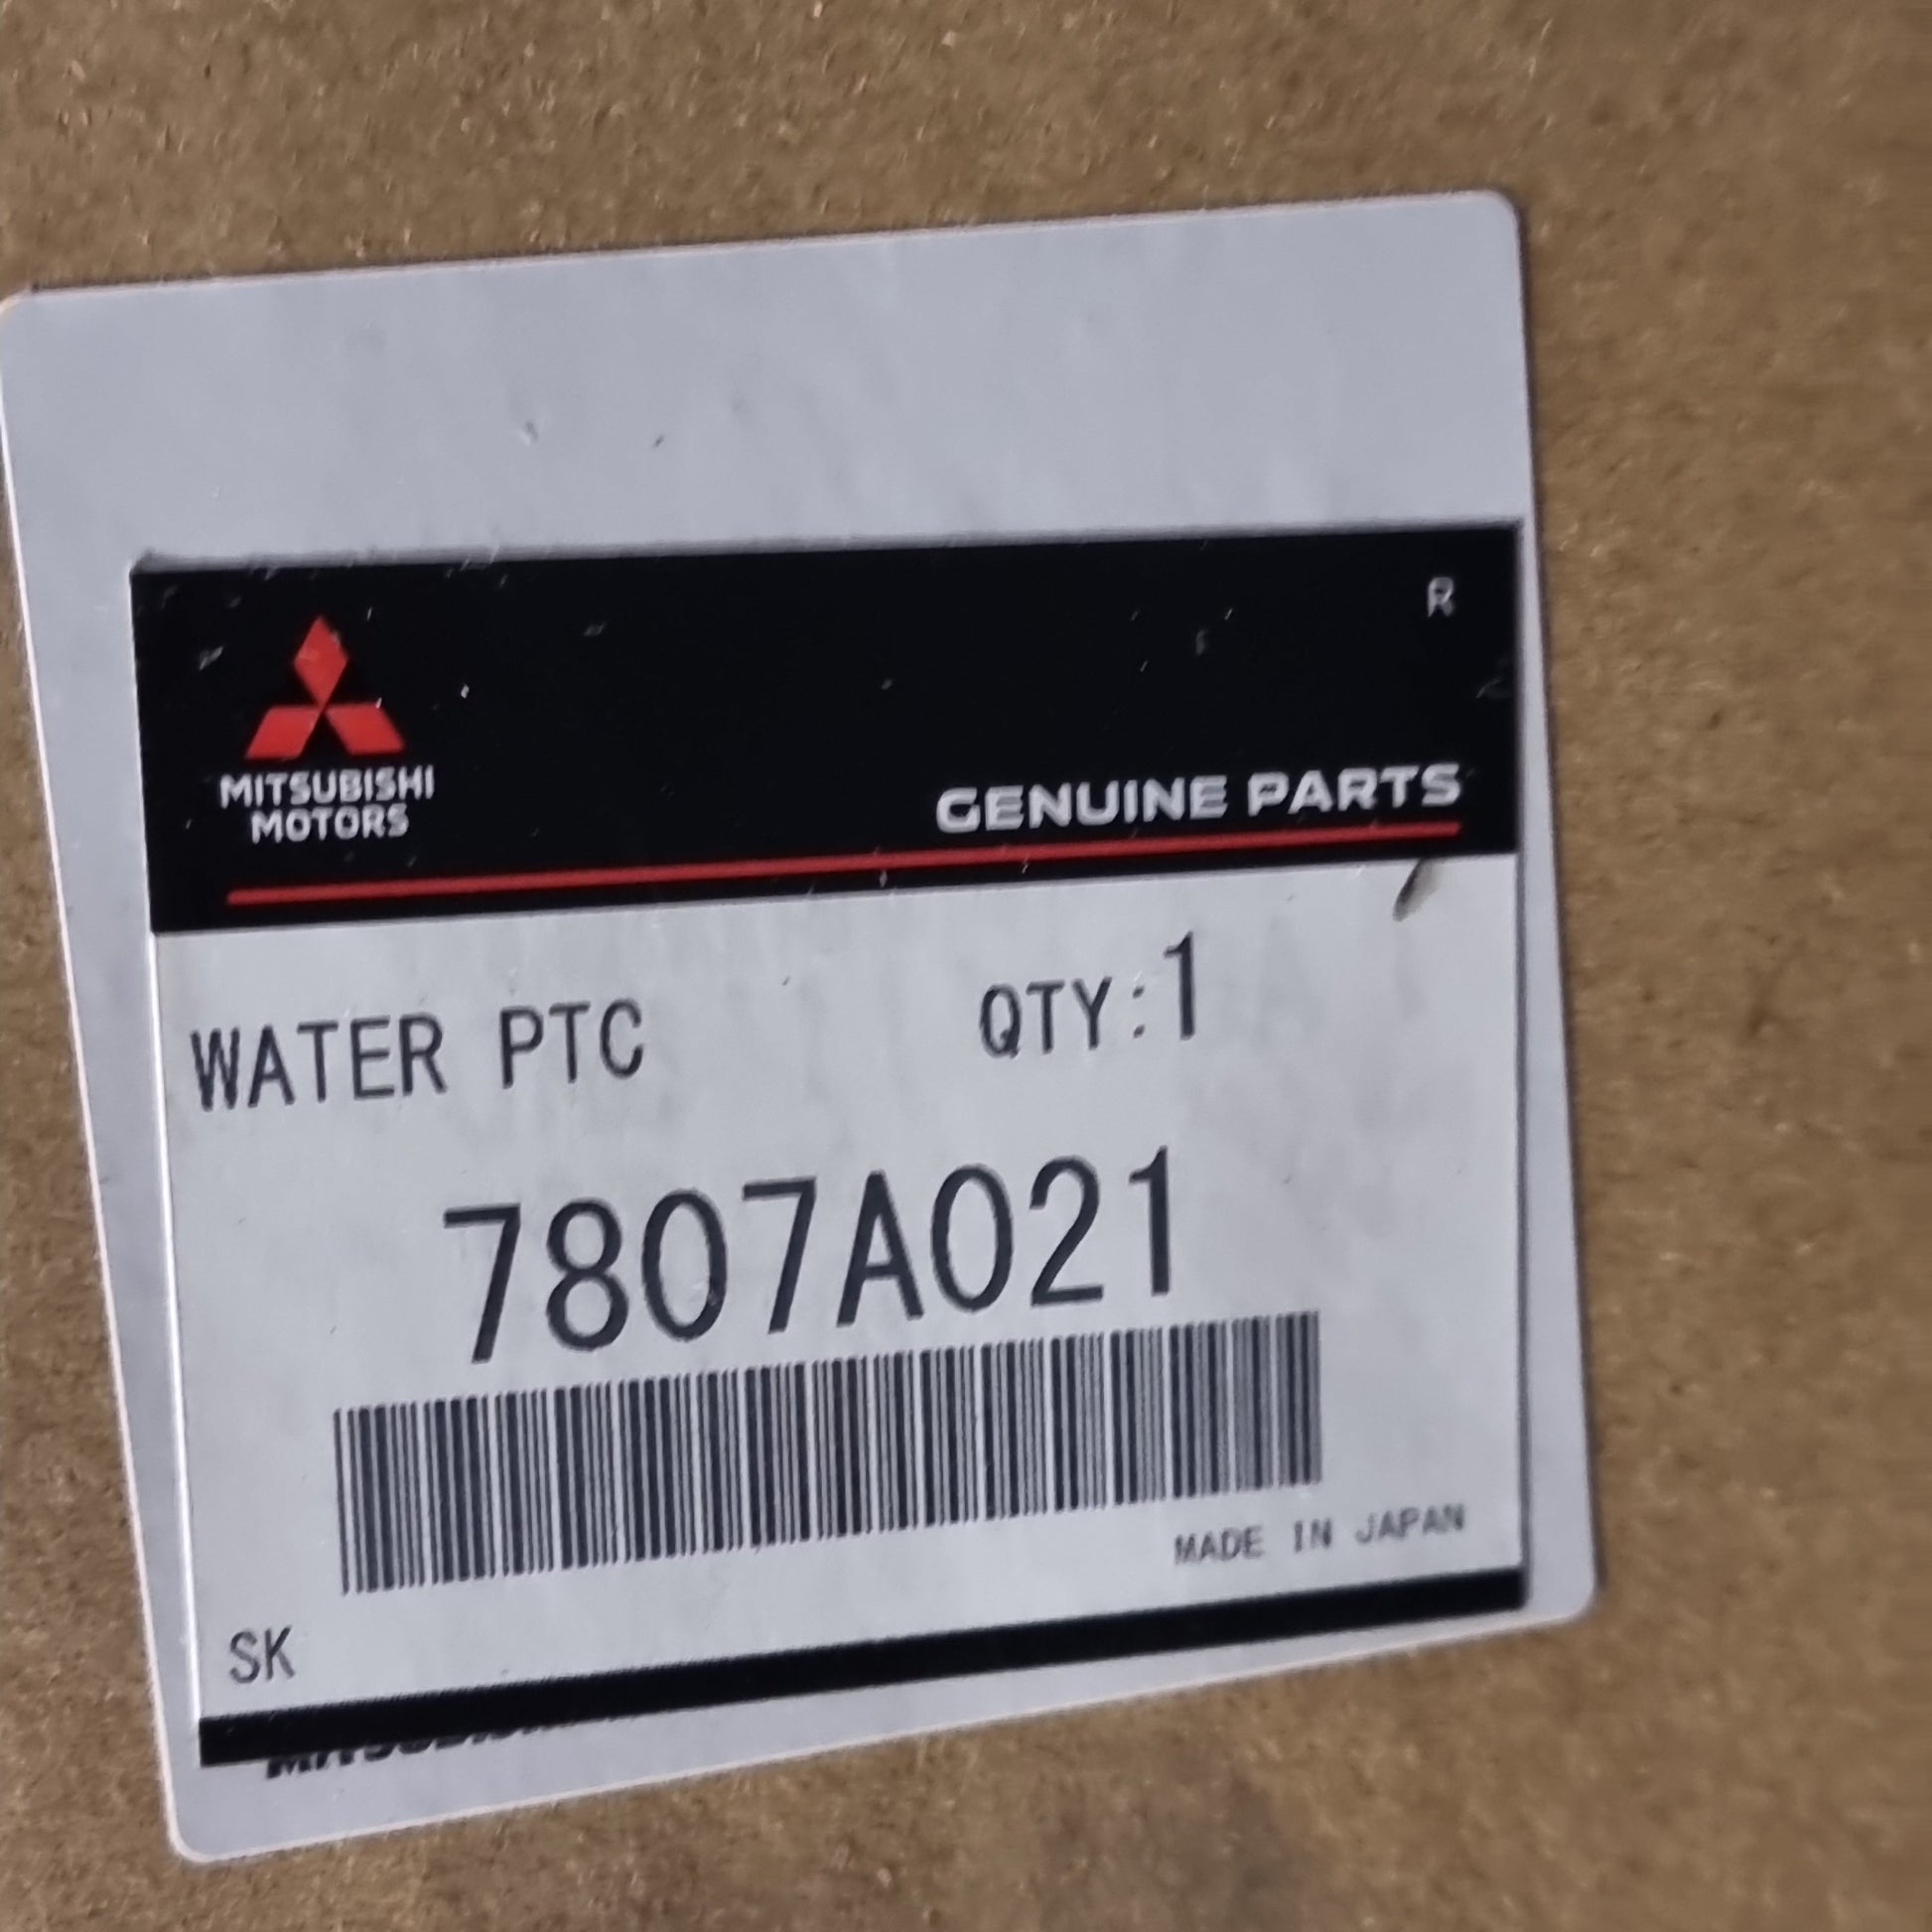 R
MITSUBISHI
MOTORS
GENUINE PARTS
WATER PTC
QTY:1
7807A021
MADE IN JAPAN
SK